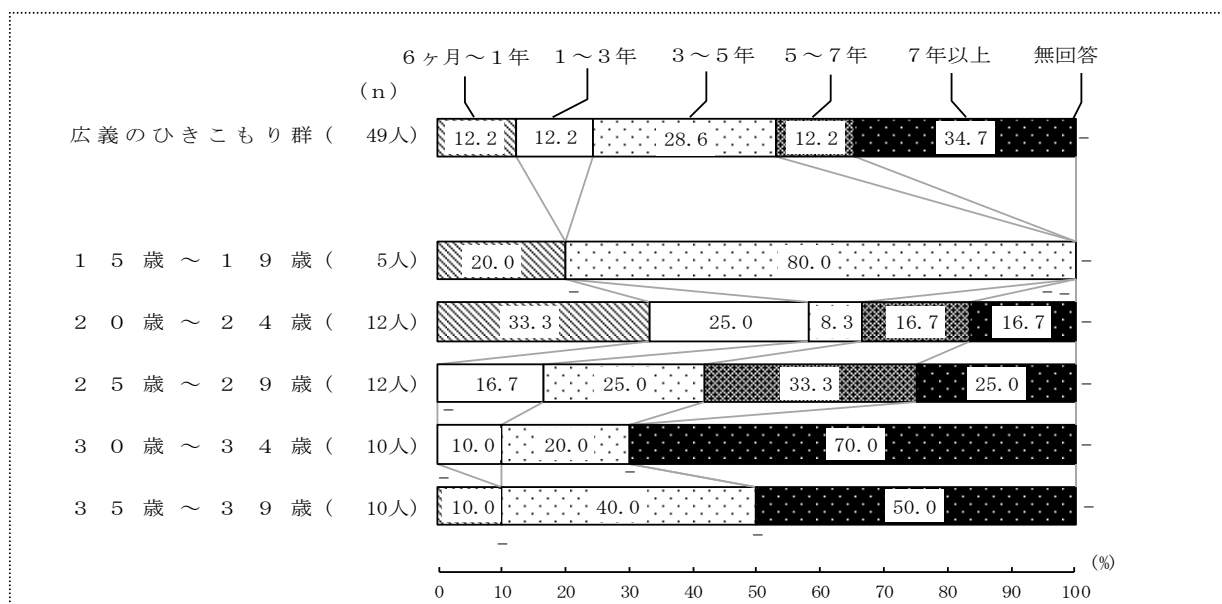 ６ヶ月～１年 １～３年 ３～５年 ５～７年 ７年以上 無回答
（ｎ）
広義のひきこもり群( 49人) 12.2 12.2 28.6 12.2 34.7 －
１５歳～１９歳( 5人) 20.0 80.0 －
－ － －
２０歳～２４歳( 12人) 33.3 25.0 8.3 16.7 16.7 －
２５歳～２９歳( 12人) 16.7 25.0 33.3 25.0 －
－
３０歳～３４歳( 10人) 10.0 20.0 70.0 －
－ －
３５歳～３９歳( 10人) 10.0 40.0 50.0 －
－ －
(%)
0 10 20 30 40 50 60 70 80 90 100